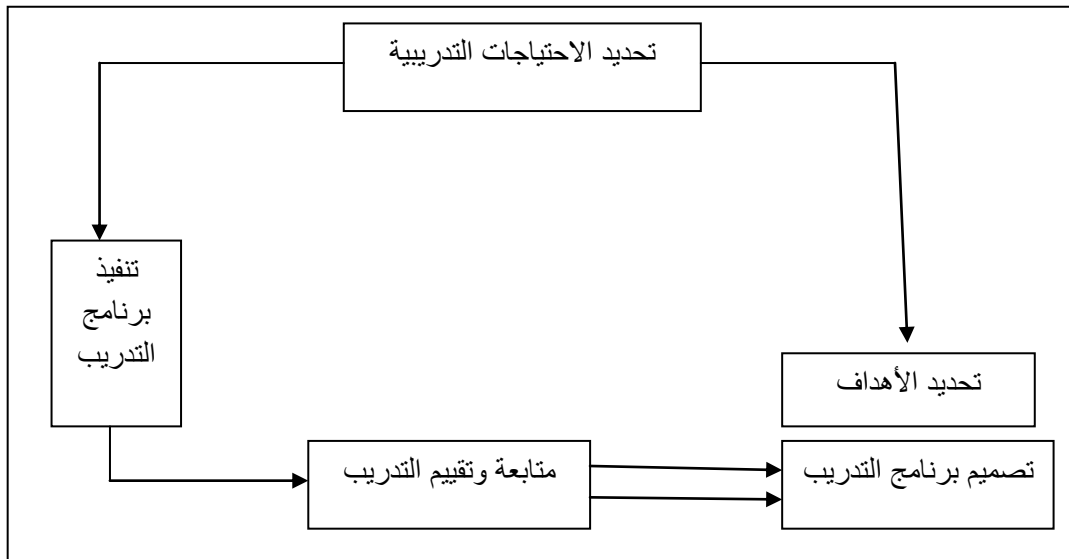 تحديد الاحتياجات التدريبية
تنفيذ
برنامج
التدريب
تحديد الأهداف
متابعة وتقييم التدريب
تصميم برنامج التدريب